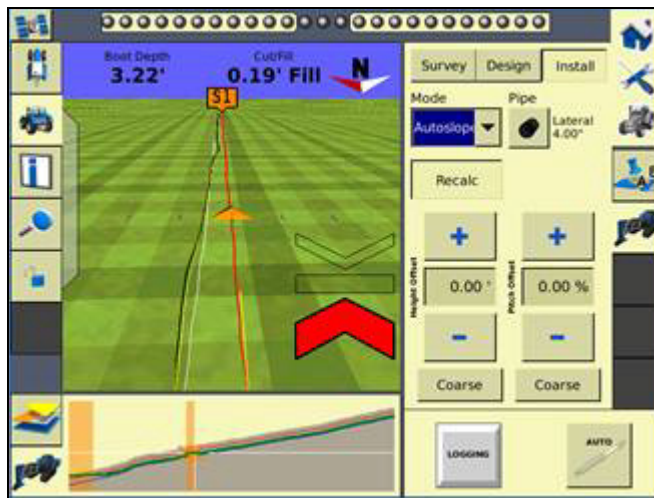 Boot Depth
3.22'
Cut/Fill
0.19' Fill
N
S1
Survey
Design
Install
Mode
Pipe
Autoslope
Lateral
4.00"
Recalc
+
+
Height Offset
0.00 '
Pitch Offset
0.00 %
-
-
Coarse
Coarse
LOGGING
AUTO